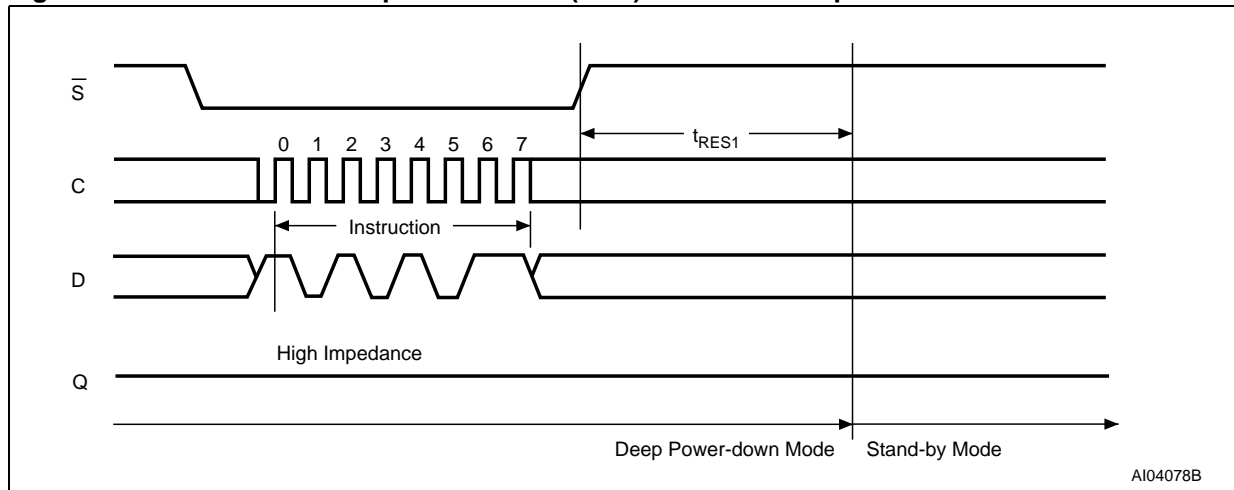 S
0 1 2 3 4 5 6 7
tRES1
C
Instruction
D
High Impedance
Q
Deep Power-down Mode Stand-by Mode
AI04078B